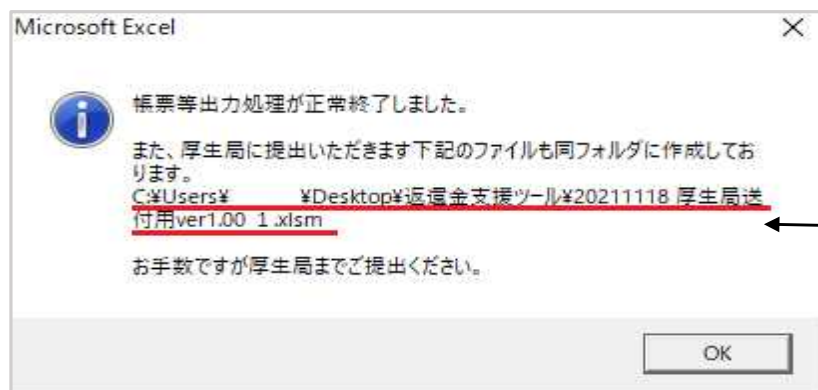 Microsoft Excel
帳票等出力処理が正常終了しました。
また、厚生局に提出いただきます下記のファイルも同フォルダに作成してお
ります。
C:¥Users¥ ¥Desktop¥返還金支援ツール¥20211118 厚生局送
付用ver1.00 1.xlsm
お手数ですが厚生局までご提出ください。
OK